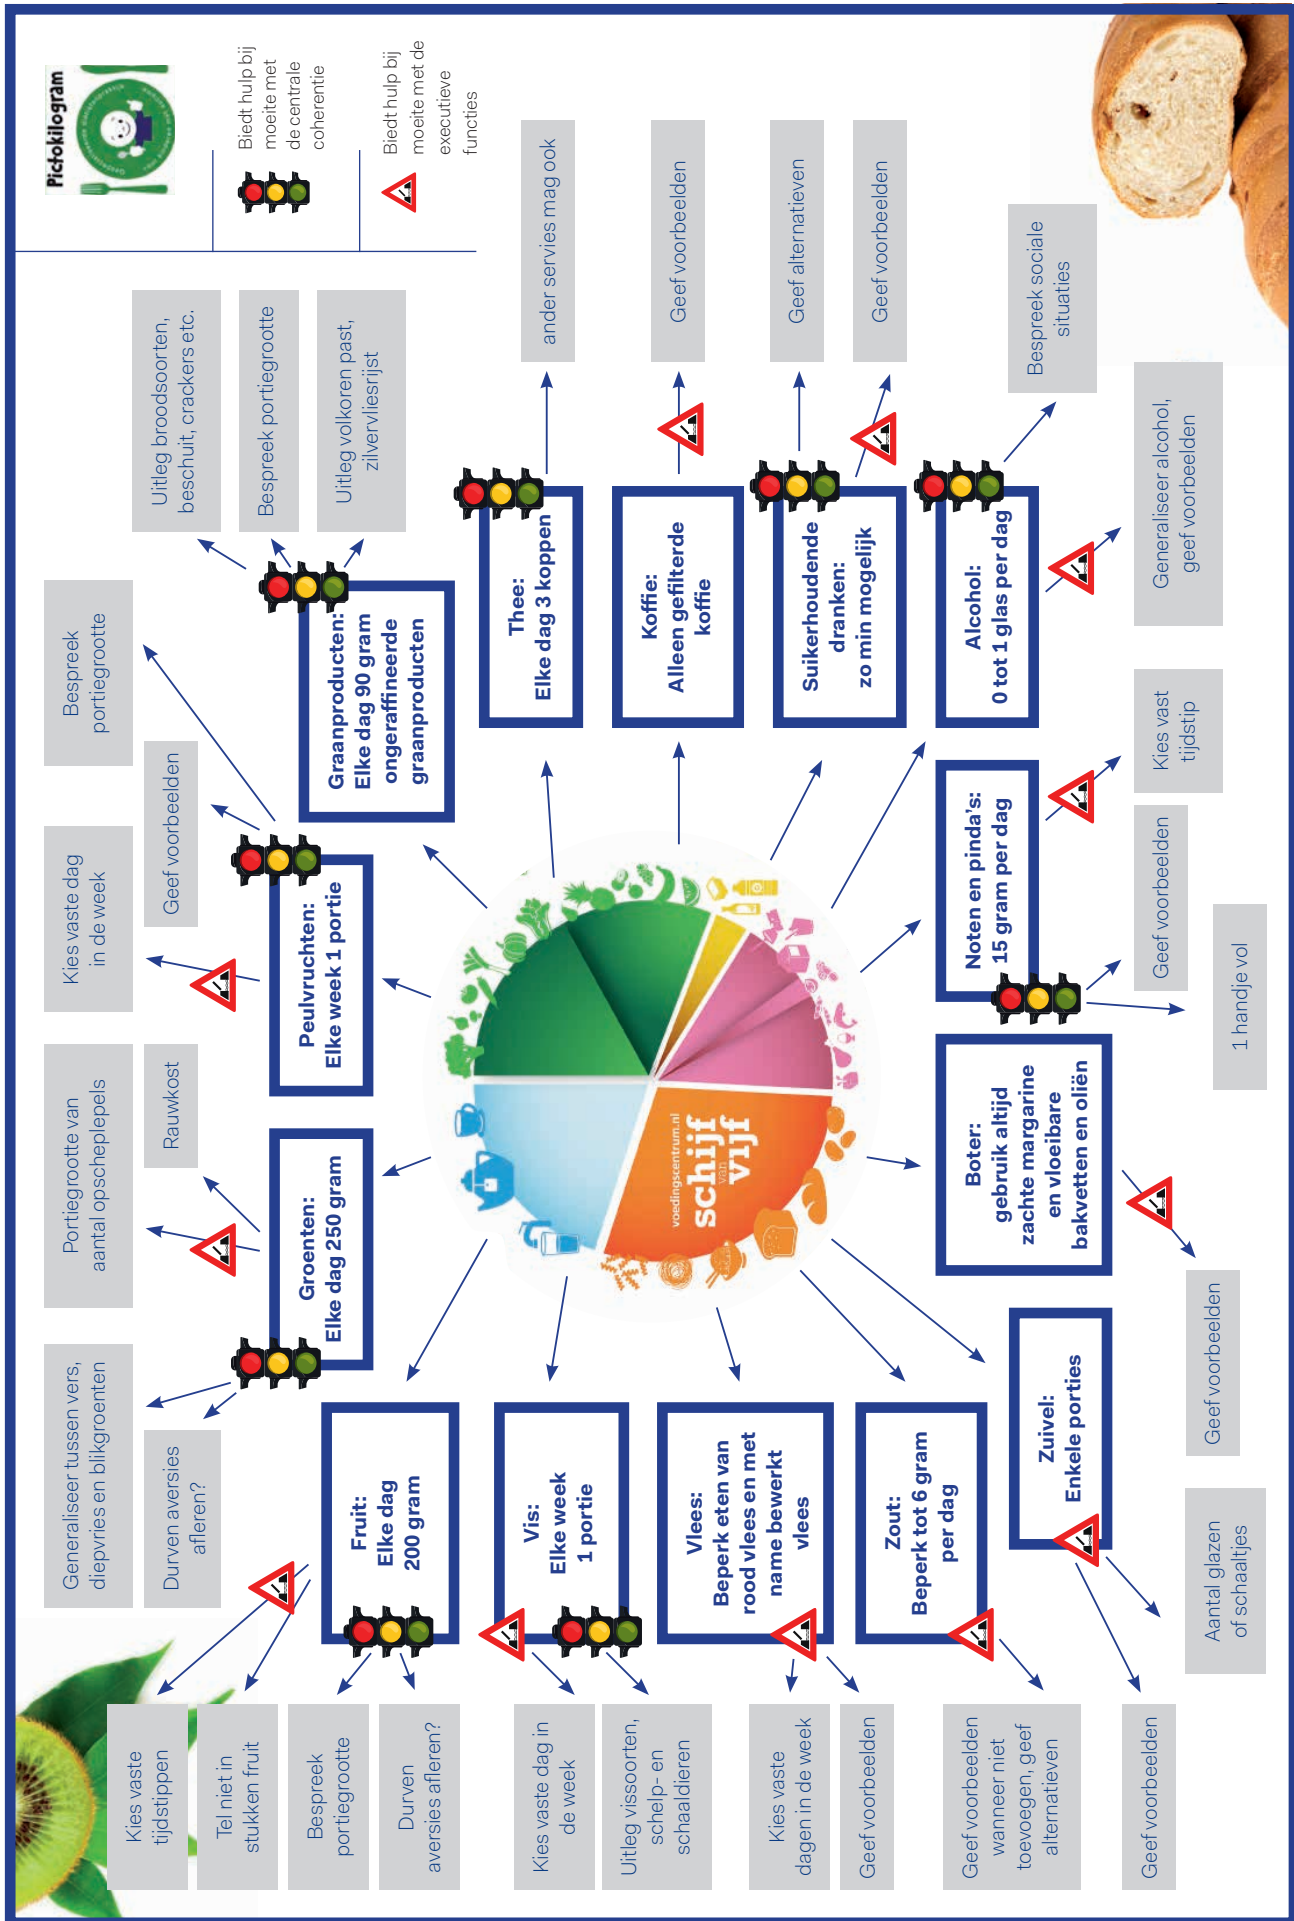 Pictokilogram
Biedt hulp bij
moeite met
de centrale
coherentie
Biedt hulp bij
moeite met de
executieve
functies
Generaliseer tussen vers,
diepvries en blikgroenten
Durven aversies
afleren?
Portiegrootte van
aantal opscheplepels
Rauwkost
Groenten:
Elke dag 250 gram
Kies vaste dag
in de week
Geef voorbeelden
Bespreek
portiegrootte
Peulvruchten:
Elke week 1 portie
Uitleg broodsoorten,
beschuit, crackers etc.
Bespreek portiegrootte
Uitleg volkoren past,
zilvervliesrijst
Graanproducten:
Elke dag 90 gram
ongeraffineerde
graanproducten
Thee:
Elke dag 3 koppen
ander servies mag ook
Koffie:
Alleen gefilterde
koffie
Geef voorbeelden
Suikerhoudende
dranken:
zo min mogelijk
Geef alternatieven
Geef voorbeelden
Alcohol:
0 tot 1 glas per dag
Bespreek sociale
situaties
Generaliseer alcohol,
geef voorbeelden
Noten en pinda's:
15 gram per dag
Kies vast
tijdstip
Geef voorbeelden
1 handje vol
Boter:
gebruik altijd
zachte margarine
en vloeibare
bakvetten en oliën
Geef voorbeelden
Zuivel:
Enkele porties
Aantal glazen
of schaaltjes
Geef voorbeelden
Zout:
Beperk tot 6 gram
per dag
Geef voorbeelden
wanneer niet
toevoegen, geef
alternatieven
Vlees:
Beperk eten van
rood vlees en met
name bewerkt
vlees
Kies vaste
dagen in de week
Geef voorbeelden
Vis:
Elke week
1 portie
Kies vaste dag in
de week
Uitleg vissoorten,
schelp- en
schaaldieren
Fruit:
Elke dag
200 gram
Kies vaste
tijdstippen
Tel niet in
stukken fruit
Bespreek
portiegrootte
Durven
aversies afleren?
voedingscentrum.nl
schijf
van
vijf